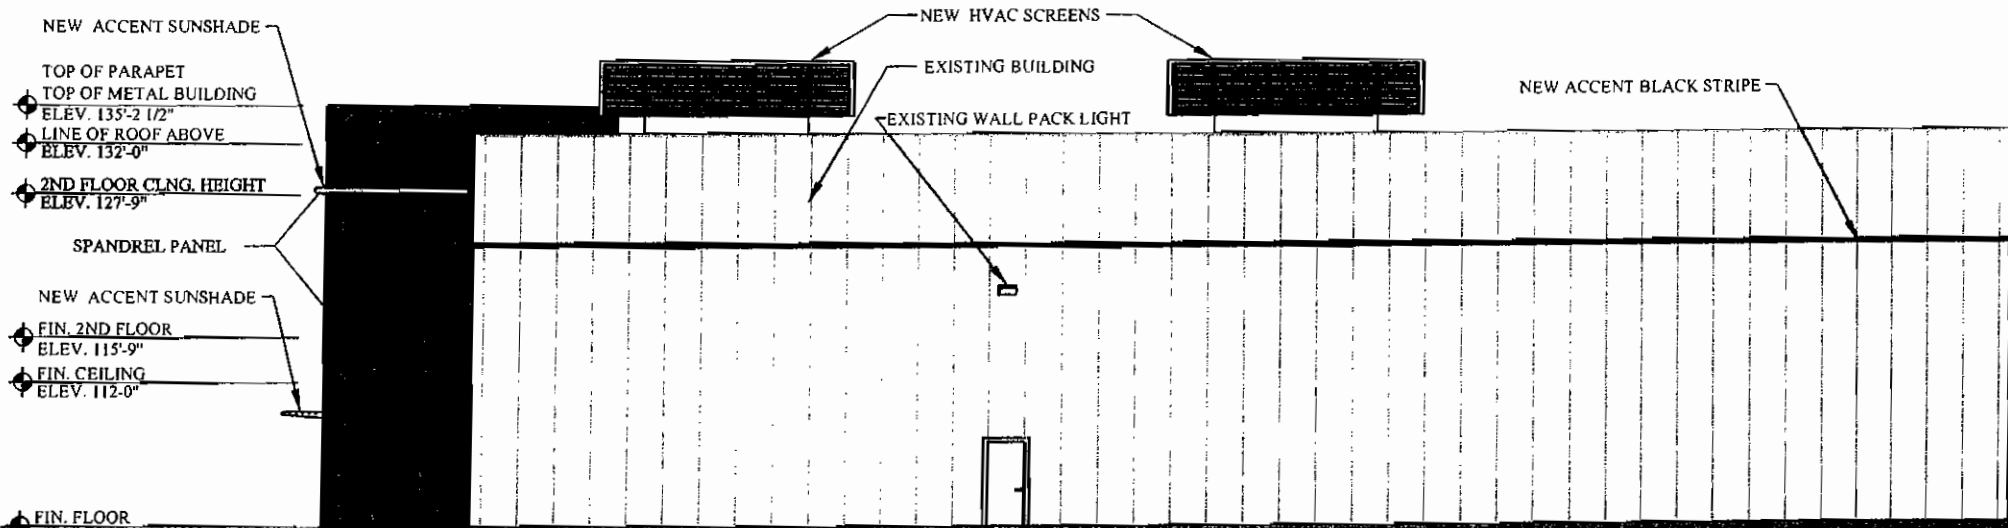 NEW ACCENT SUNSHADE
NEW HVAC SCREENS
TOP OF PARAPET
TOP OF METAL BUILDING
ELEV. 135'-2 1/2"
EXISTING BUILDING
NEW ACCENT BLACK STRIPE
EXISTING WALL PACK LIGHT
LINE OF ROOF ABOVE
ELEV. 132'-0"
2ND FLOOR CLNG. HEIGHT
ELEV. 127'-9"
SPANDREL PANEL
NEW ACCENT SUNSHADE
FIN. 2ND FLOOR
ELEV. 115'-9"
FIN. CEILING
ELEV. 112-0"
FIN. FLOOR